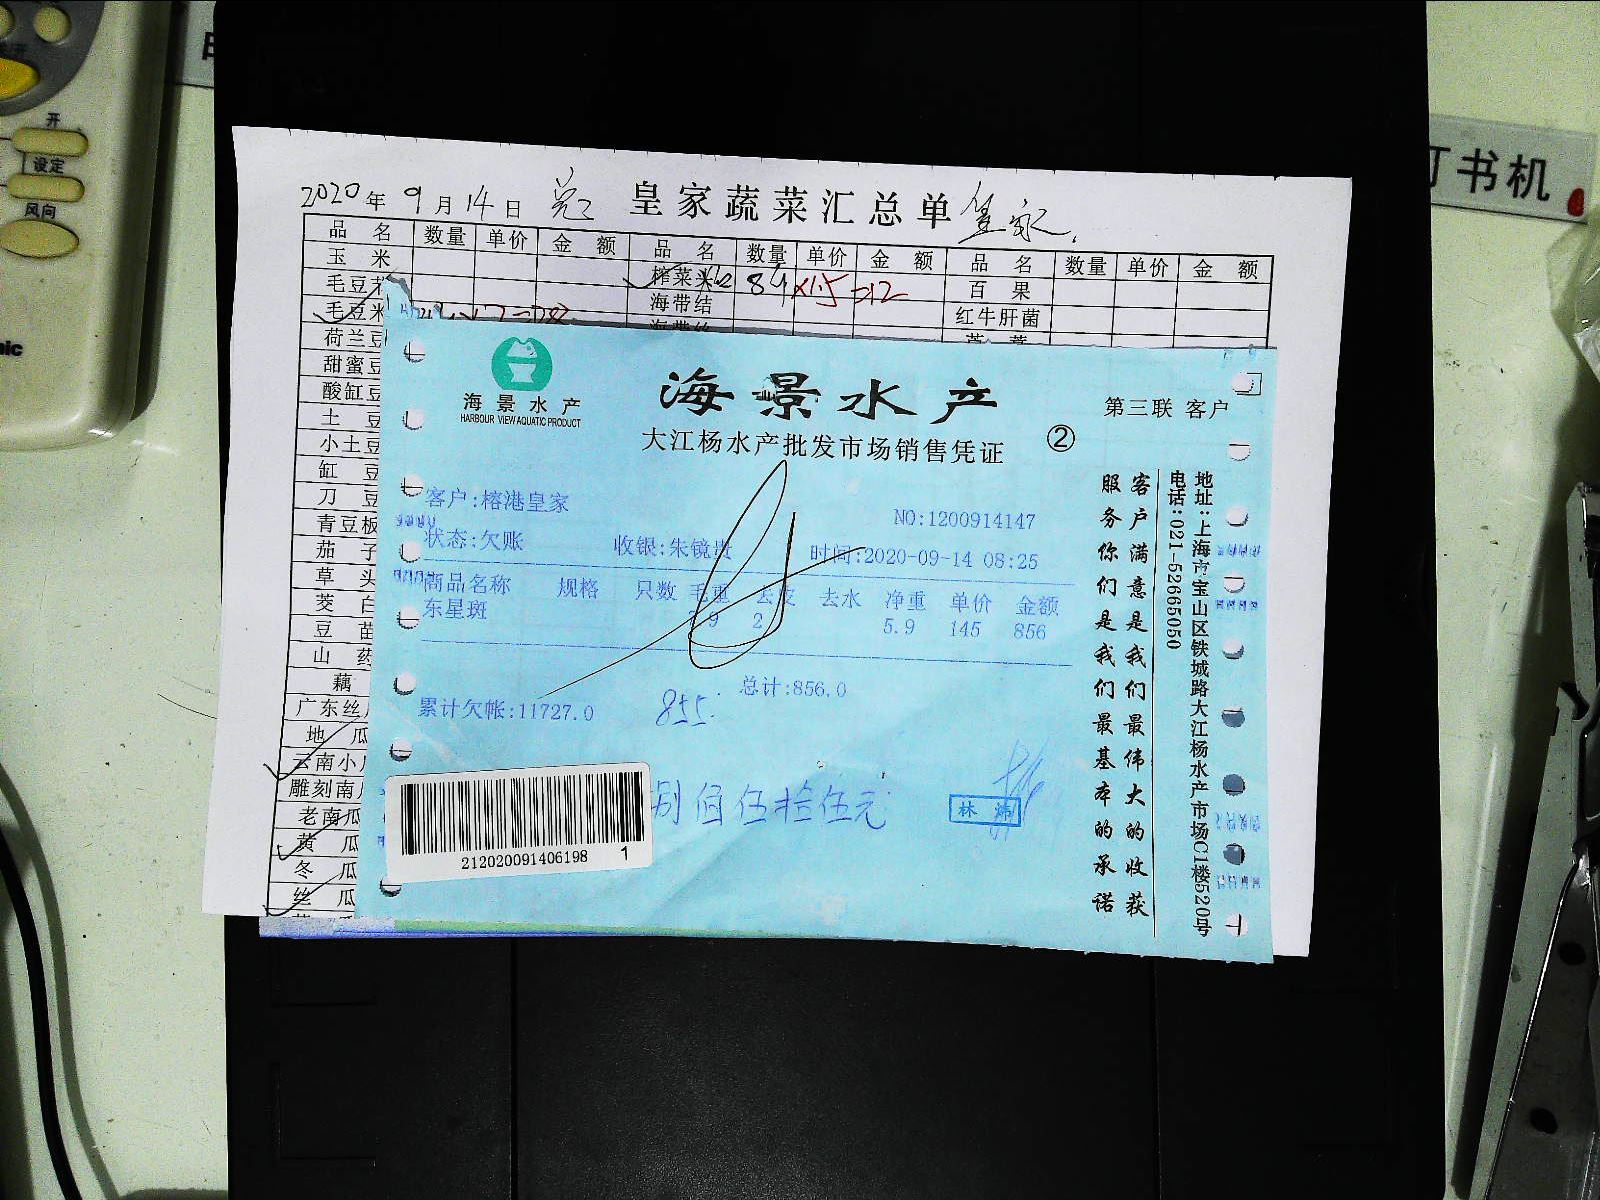 开
设定
风向
nic
订书机
2020年9月14日 皇家蔬菜汇总单 皇家
品名 数量 单价 金额 品名 数量 单价 金额 品名 数量 单价 金额
玉米 榨菜头 8 ×1.5=12 百果
毛豆 海带结 红牛肝菌
毛豆米
荷兰豆
甜蜜豆
酸缸豆
土豆
小土豆
缸豆
刀豆
青豆板
茄子
草头
茭白
豆苗
山药
藕
广东丝
地瓜
云南小
雕刻南
老南瓜
黄瓜
冬瓜
丝瓜
海景水产
HARBOUR VIEW AQUATIC PRODUCT
海景水产
第三联 客户
大江杨水产批发市场销售凭证 ②
客户:榕港皇家
NO:1200914147
状态:欠账 收银:朱镜贵 时间:2020-09-14 08:25
商品名称 规格 只数 毛重 去皮 去水 净重 单价 金额
东星斑 9 2 5.9 145 856
总计:856.0
累计欠帐:11727.0
855.
捌佰伍拾伍元
林
212020091406198 1
客户满意是我们最伟大的收获
服务你们是我们最基本的承诺
地址:上海市宝山区铁城路大江杨水产市场C1楼520号
电话:021-52665050